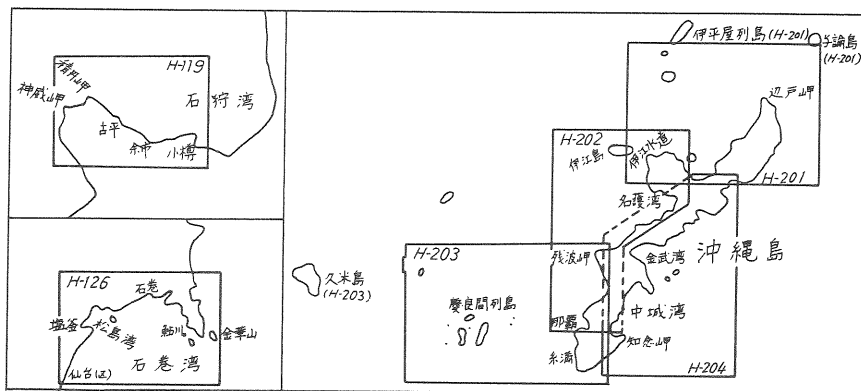 H-119
積丹岬
神威岬
石狩湾
古平
余市
小樽
H-126
石巻
塩釜
松島湾
鮎川
金華山
石巻湾
仙台(区)
伊平屋列島(H-201)
与論島
(H-201)
辺戸岬
H-202
伊江島
伊江水道
H-201
名護湾
H-203
残波岬
金武湾
沖縄島
久米島
(H-203)
慶良間列島
那覇
中城湾
糸満
知念岬
H-204